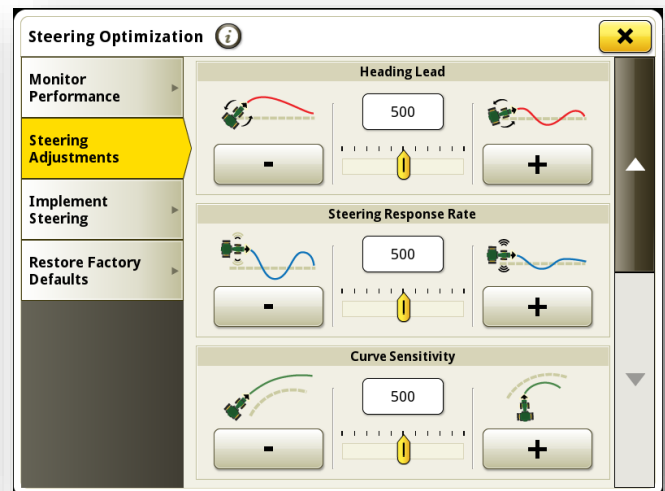 Steering Optimization i
Monitor
Performance
Steering
Adjustments
Implement
Steering
Restore Factory
Defaults
Heading Lead
500
-
+
Steering Response Rate
500
-
+
Curve Sensitivity
500
-
+